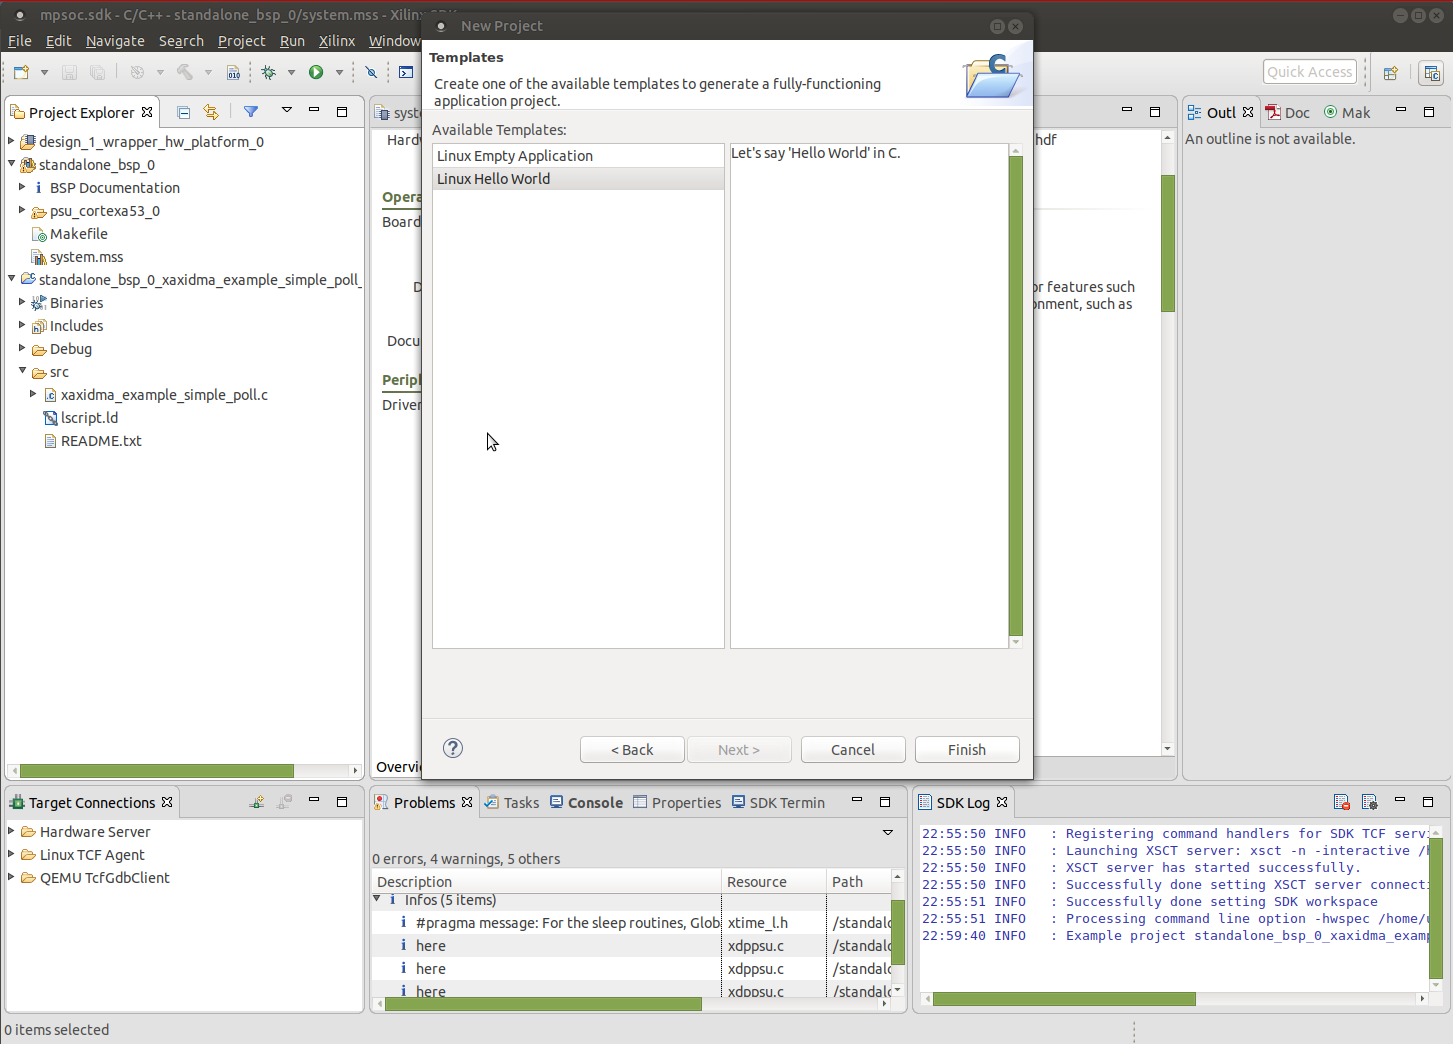 mpsoc.sdk - C/C++ - standalone_bsp_0/system.mss - Xilinx SDK
File Edit Navigate Search Project Run Xilinx Window
Quick Access
Project Explorer
design_1_wrapper_hw_platform_0
standalone_bsp_0
BSP Documentation
psu_cortexa53_0
Makefile
system.mss
standalone_bsp_0_xaxidma_example_simple_poll_
Binaries
Includes
Debug
src
xaxidma_example_simple_poll.c
lscript.ld
README.txt
syst
Hardw
hdf
Opera
Board
D
or features such
onment, such as
Docu
Periph
Driver
Overvi
New Project
Templates
Create one of the available templates to generate a fully-functioning
application project.
Available Templates:
Linux Empty Application
Linux Hello World
Let's say 'Hello World' in C.
< Back
Next >
Cancel
Finish
Outl
Doc
Mak
An outline is not available.
Target Connections
Hardware Server
Linux TCF Agent
QEMU TcfGdbClient
Problems
Tasks
Console
Properties
SDK Termin
0 errors, 4 warnings, 5 others
Description Resource Path
Infos (5 items)
#pragma message: For the sleep routines, Glob xtime_l.h /standalo
here xdppsu.c /standalo
here xdppsu.c /standalo
here xdppsu.c /standalo
SDK Log
22:55:50 INFO : Registering command handlers for SDK TCF servi
22:55:50 INFO : Launching XSCT server: xsct -n -interactive /h
22:55:50 INFO : XSCT server has started successfully.
22:55:50 INFO : Successfully done setting XSCT server connecti
22:55:51 INFO : Successfully done setting SDK workspace
22:55:51 INFO : Processing command line option -hwspec /home/u
22:59:40 INFO : Example project standalone_bsp_0_xaxidma_examp
0 items selected